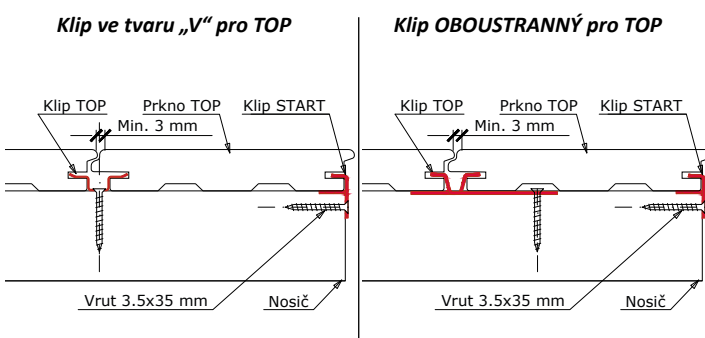 Klip ve tvaru „V“ pro TOP
Klip TOP
Prkno TOP
Klip START
Min. 3 mm
Vrut 3.5x35 mm
Nosič
Klip OBOUSTRANNÝ pro TOP
Klip TOP
Prkno TOP
Klip START
Min. 3 mm
Vrut 3.5x35 mm
Nosič